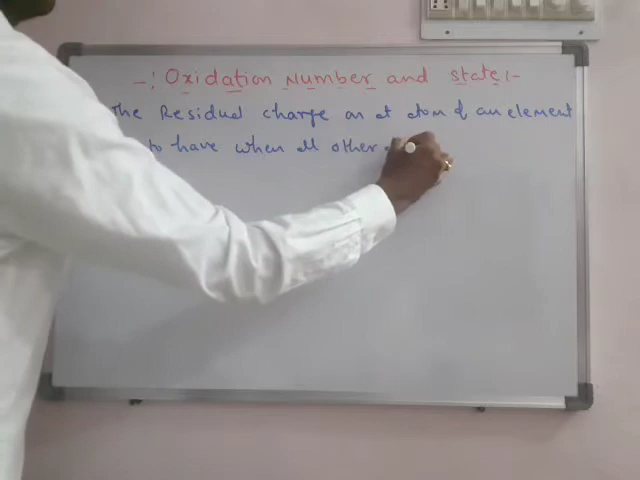 -: Oxidation Number and state :-
The Residual charge on at atom of an element
to have when all other